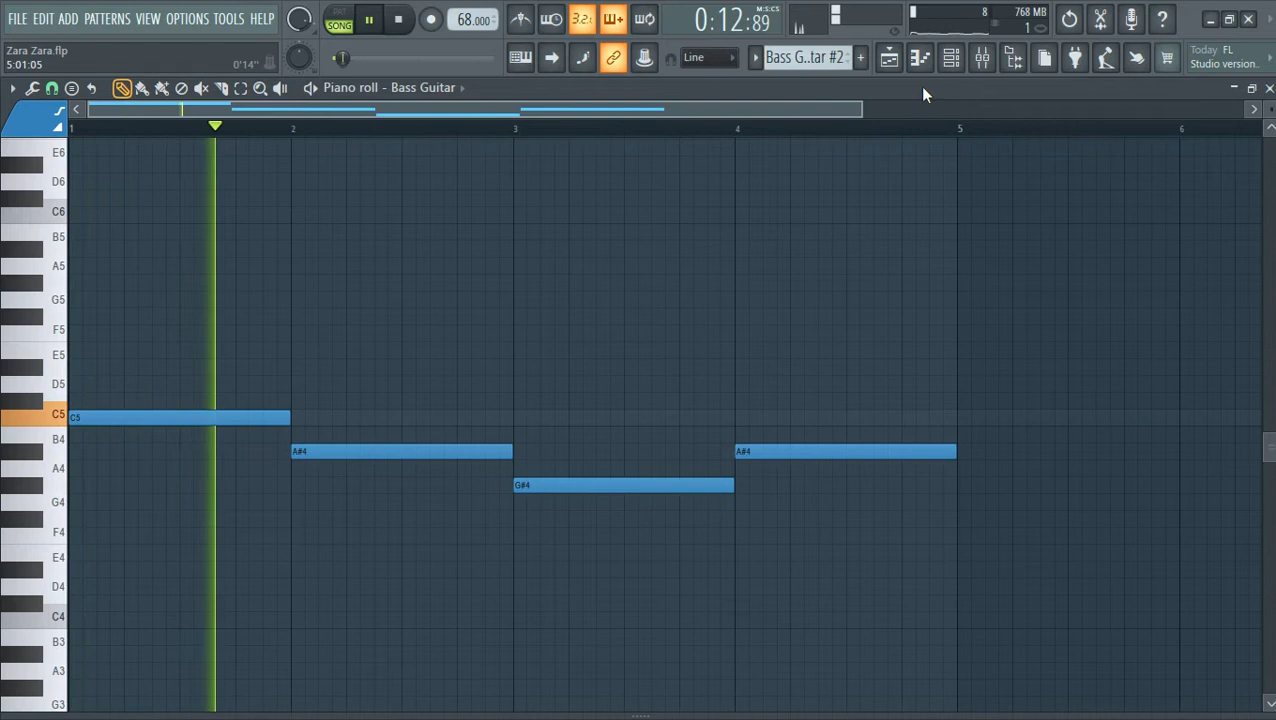 FILE EDIT ADD PATTERNS VIEW OPTIONS TOOLS HELP
PAT
SONG
68.000
3.2
0:12:89
M:S:CS
8
768 MB
1
Zara Zara.flp
5:01:05
0'14"
Line
Bass G..tar #2
Today FL
Studio version..
Piano roll - Bass Guitar
1 2 3 4 5 6
E6
D6
C6
B5
A5
G5
F5
E5
D5
C5
C5
B4
A#4
A#4
A4
G#4
G4
F4
E4
D4
C4
B3
A3
G3